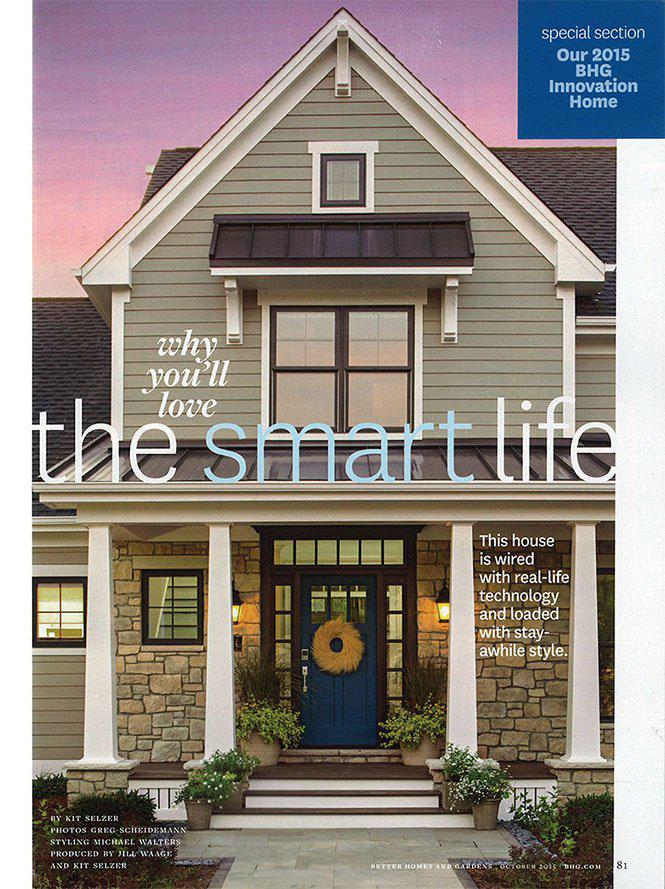 special section
Our 2015
BHG
Innovation
Home
why
you'll
love
the smart life
This house
is wired
with real-life
technology
and loaded
with stay-
awhile style.
BY KIT SELZER
PHOTOS GREG SCHEIDEMANN
STYLING MICHAEL WALTERS
PRODUCED BY JILL WAAGE
AND KIT SELZER
BETTER HOMES AND GARDENS | OCTOBER 2015 | BHG.COM 81